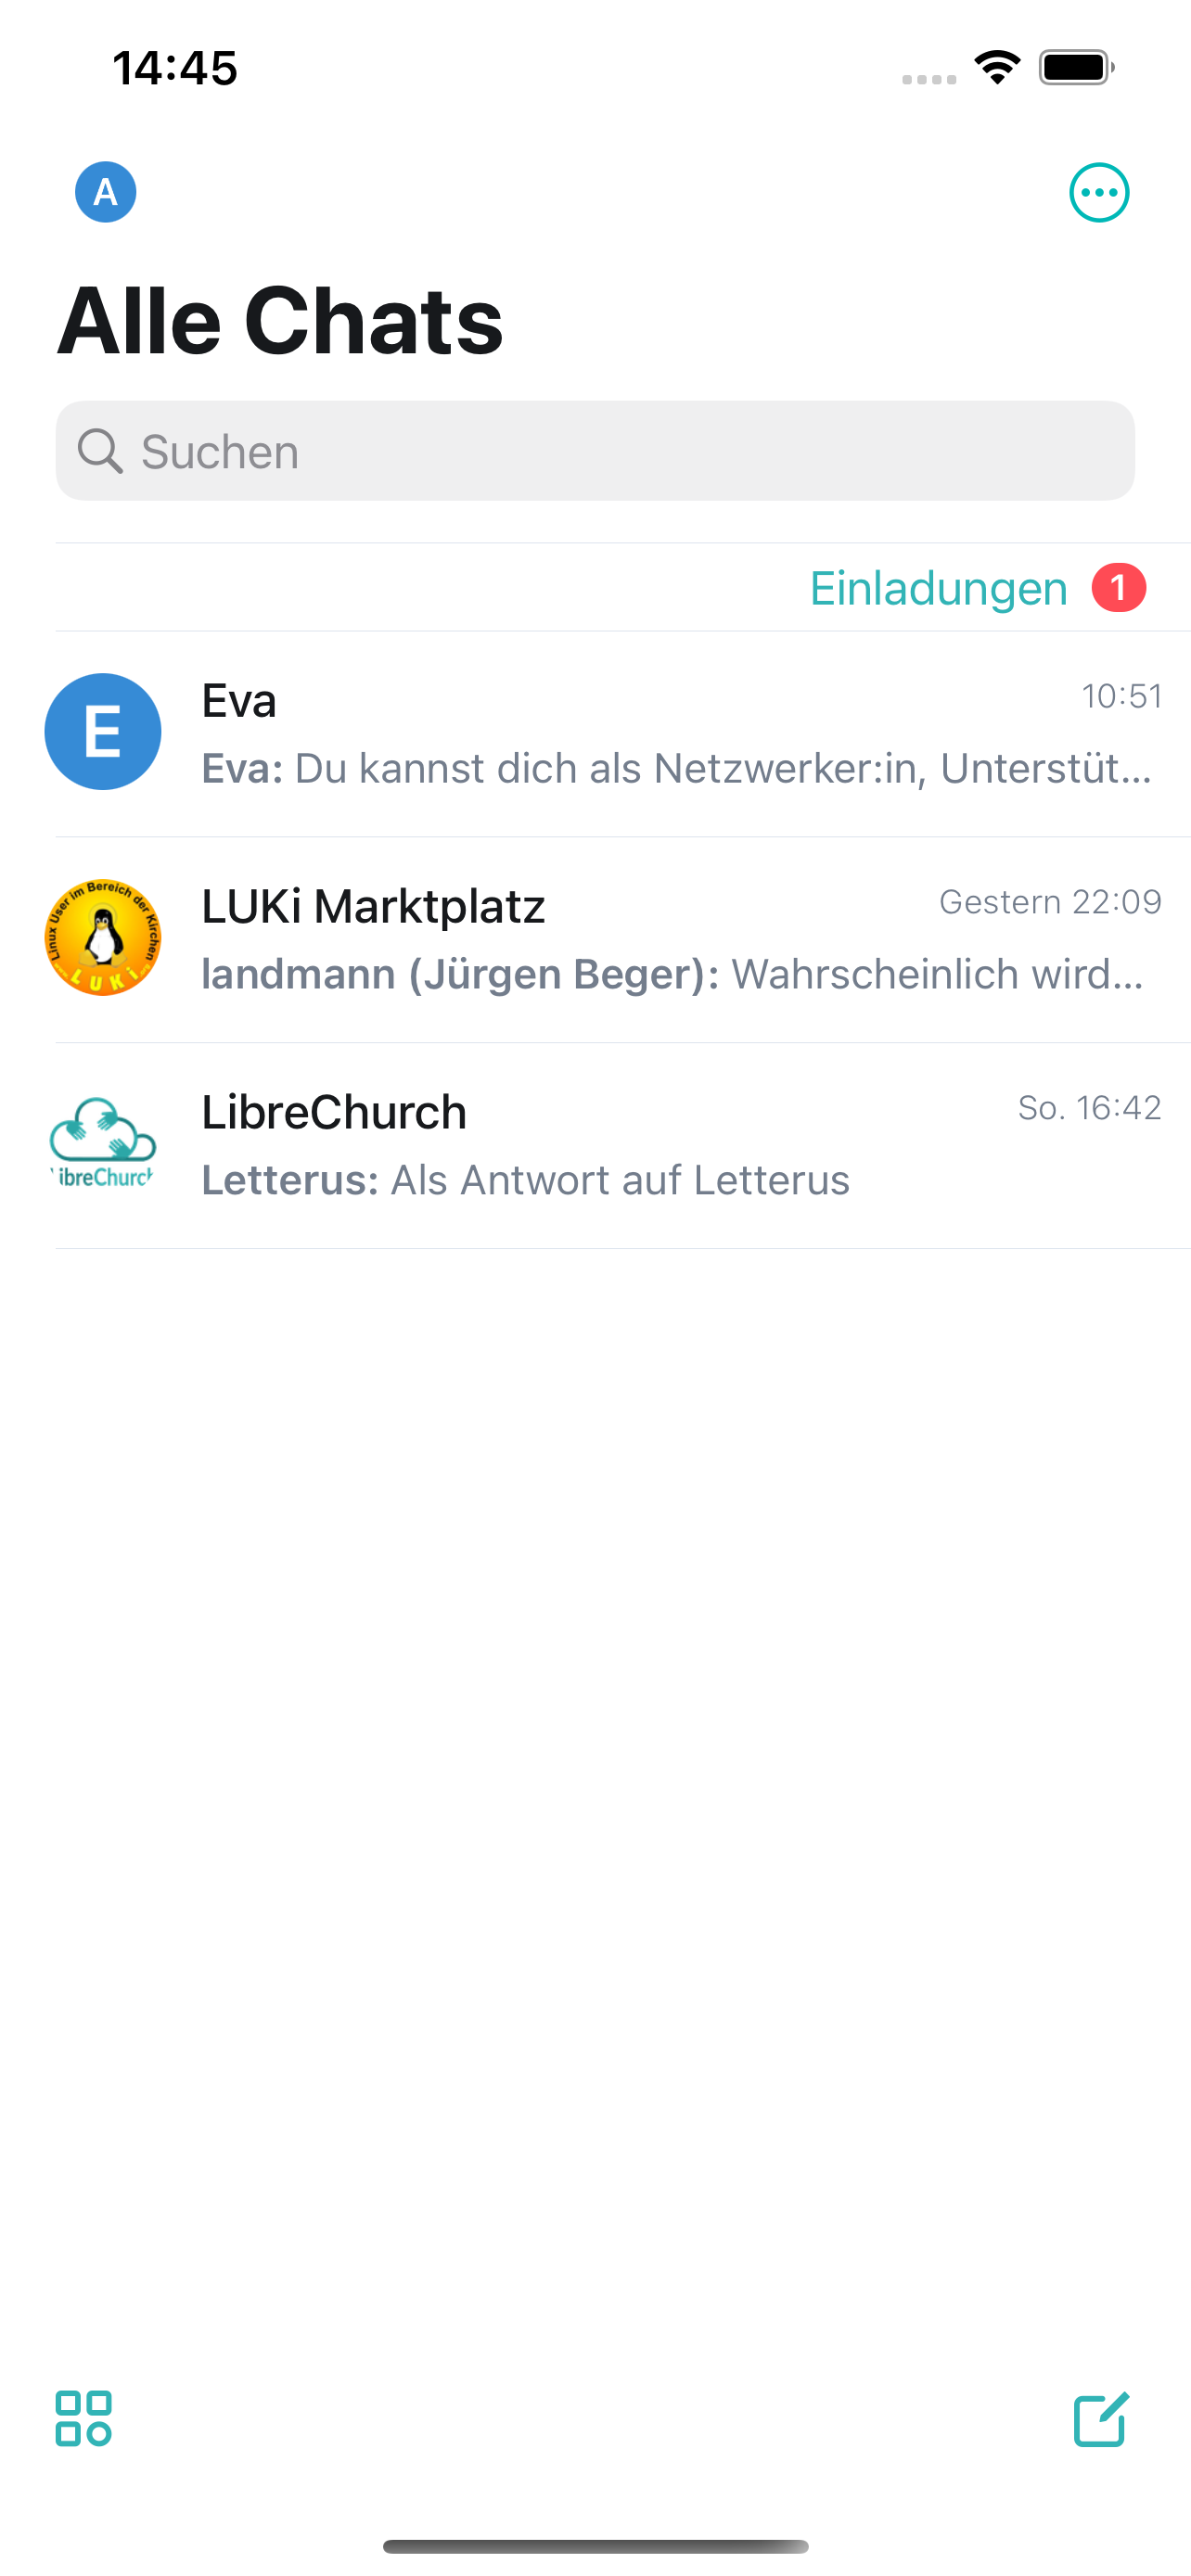 14:45
A
Alle Chats
Suchen
Einladungen 1
E
Eva 10:51
Eva: Du kannst dich als Netzwerker:in, Unterstüt...
Linux User im Bereich der Kirchen
LUKi
LUKi Marktplatz Gestern 22:09
landmann (Jürgen Beger): Wahrscheinlich wird...
LibreChurch So. 16:42
ibreChurc
Letterus: Als Antwort auf Letterus